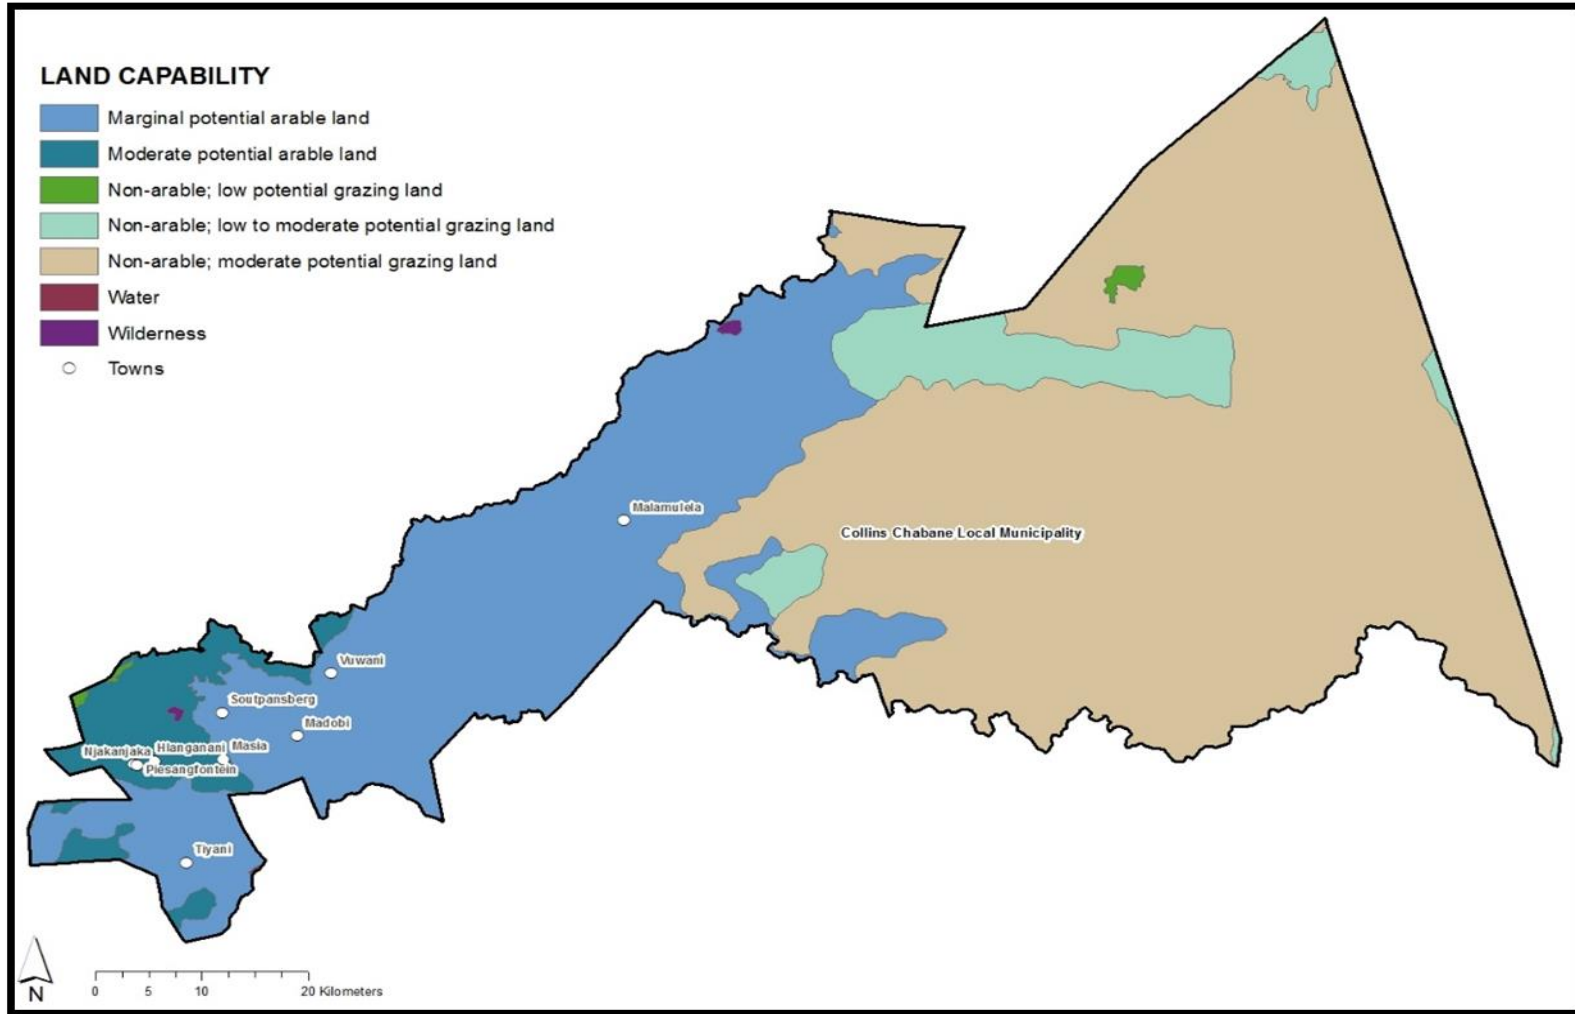 LAND CAPABILITY
Marginal potential arable land
Moderate potential arable land
Non-arable; low potential grazing land
Non-arable; low to moderate potential grazing land
Non-arable; moderate potential grazing land
Water
Wilderness
Towns
Malamulela
Collins Chabane Local Municipality
Vuwani
Soutpansberg
Madobi
Njakanjaka
Hlanganani
Masia
Piesangfontein
Tiyani
N
0 5 10 20 Kilometers